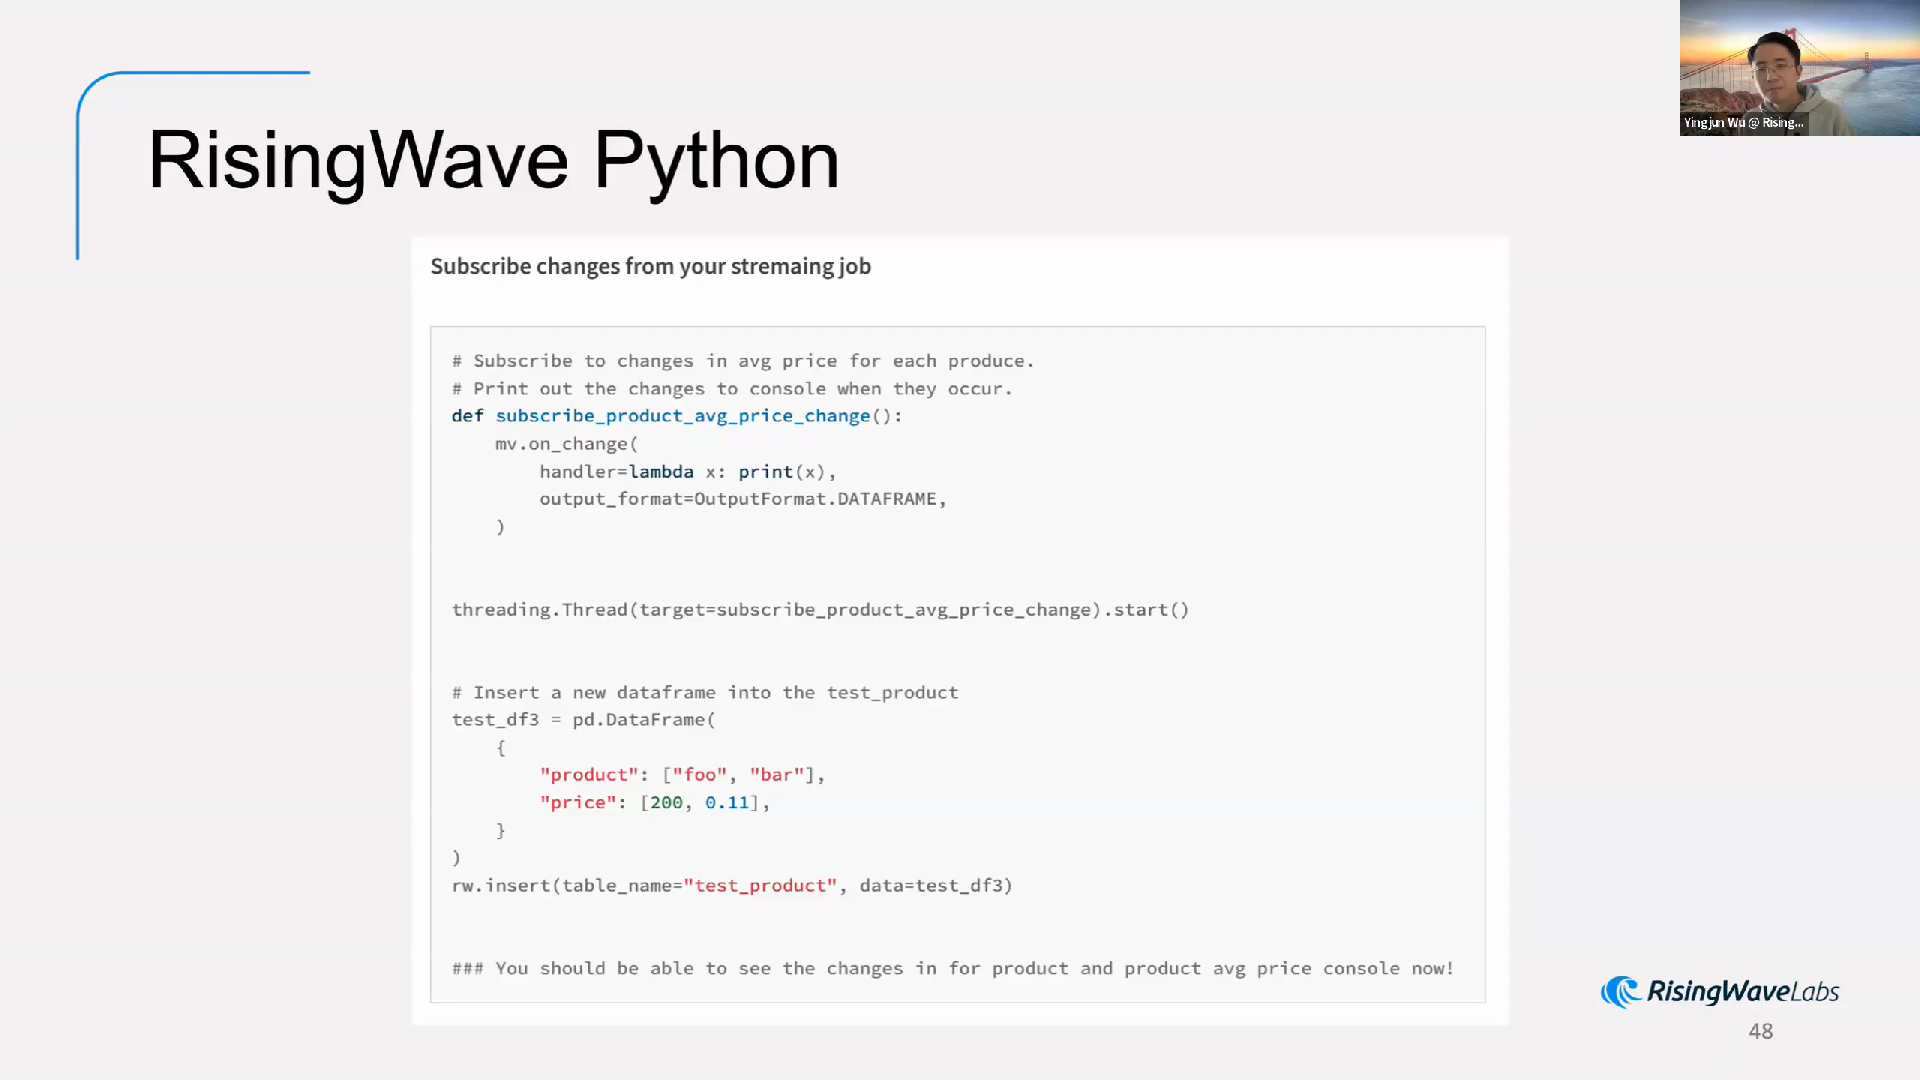 RisingWave Python
Yingjun Wu @ Rising...
Subscribe changes from your stremaing job
# Subscribe to changes in avg price for each produce.
# Print out the changes to console when they occur.
def subscribe_product_avg_price_change():
    mv.on_change(
        handler=lambda x: print(x),
        output_format=OutputFormat.DATAFRAME,
    )
threading.Thread(target=subscribe_product_avg_price_change).start()
# Insert a new dataframe into the test_product
test_df3 = pd.DataFrame(
    {
        "product": ["foo", "bar"],
        "price": [200, 0.11],
    }
)
rw.insert(table_name="test_product", data=test_df3)
### You should be able to see the changes in for product and product avg price console now!
RisingWaveLabs
48